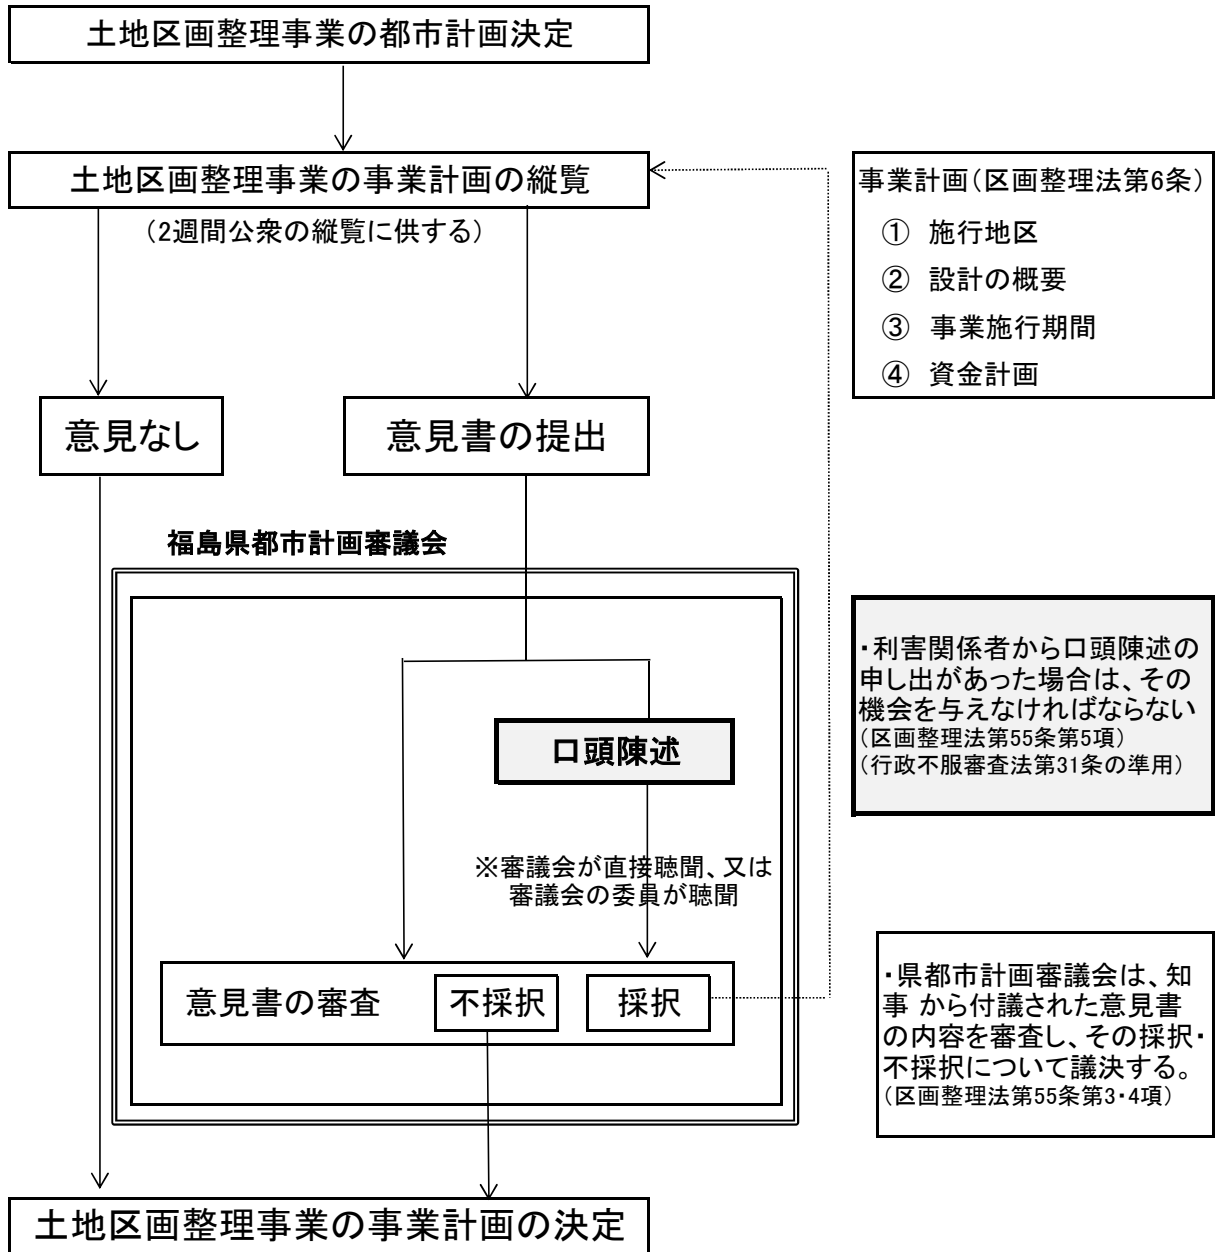 土地区画整理事業の都市計画決定
土地区画整理事業の事業計画の縦覧
（2週間公衆の縦覧に供する）
事業計画（区画整理法第6条）
① 施行地区
② 設計の概要
③ 事業施行期間
④ 資金計画
意見なし
意見書の提出
福島県都市計画審議会
・利害関係者から口頭陳述の
申し出があった場合は、その
機会を与えなければならない
（区画整理法第55条第5項）
（行政不服審査法第31条の準用）
口頭陳述
※審議会が直接聴聞、又は
審議会の委員が聴聞
意見書の審査
不採択
採択
・県都市計画審議会は、知
事 から付議された意見書
の内容を審査し、その採択・
不採択について議決する。
（区画整理法第55条第3・4項）
土地区画整理事業の事業計画の決定